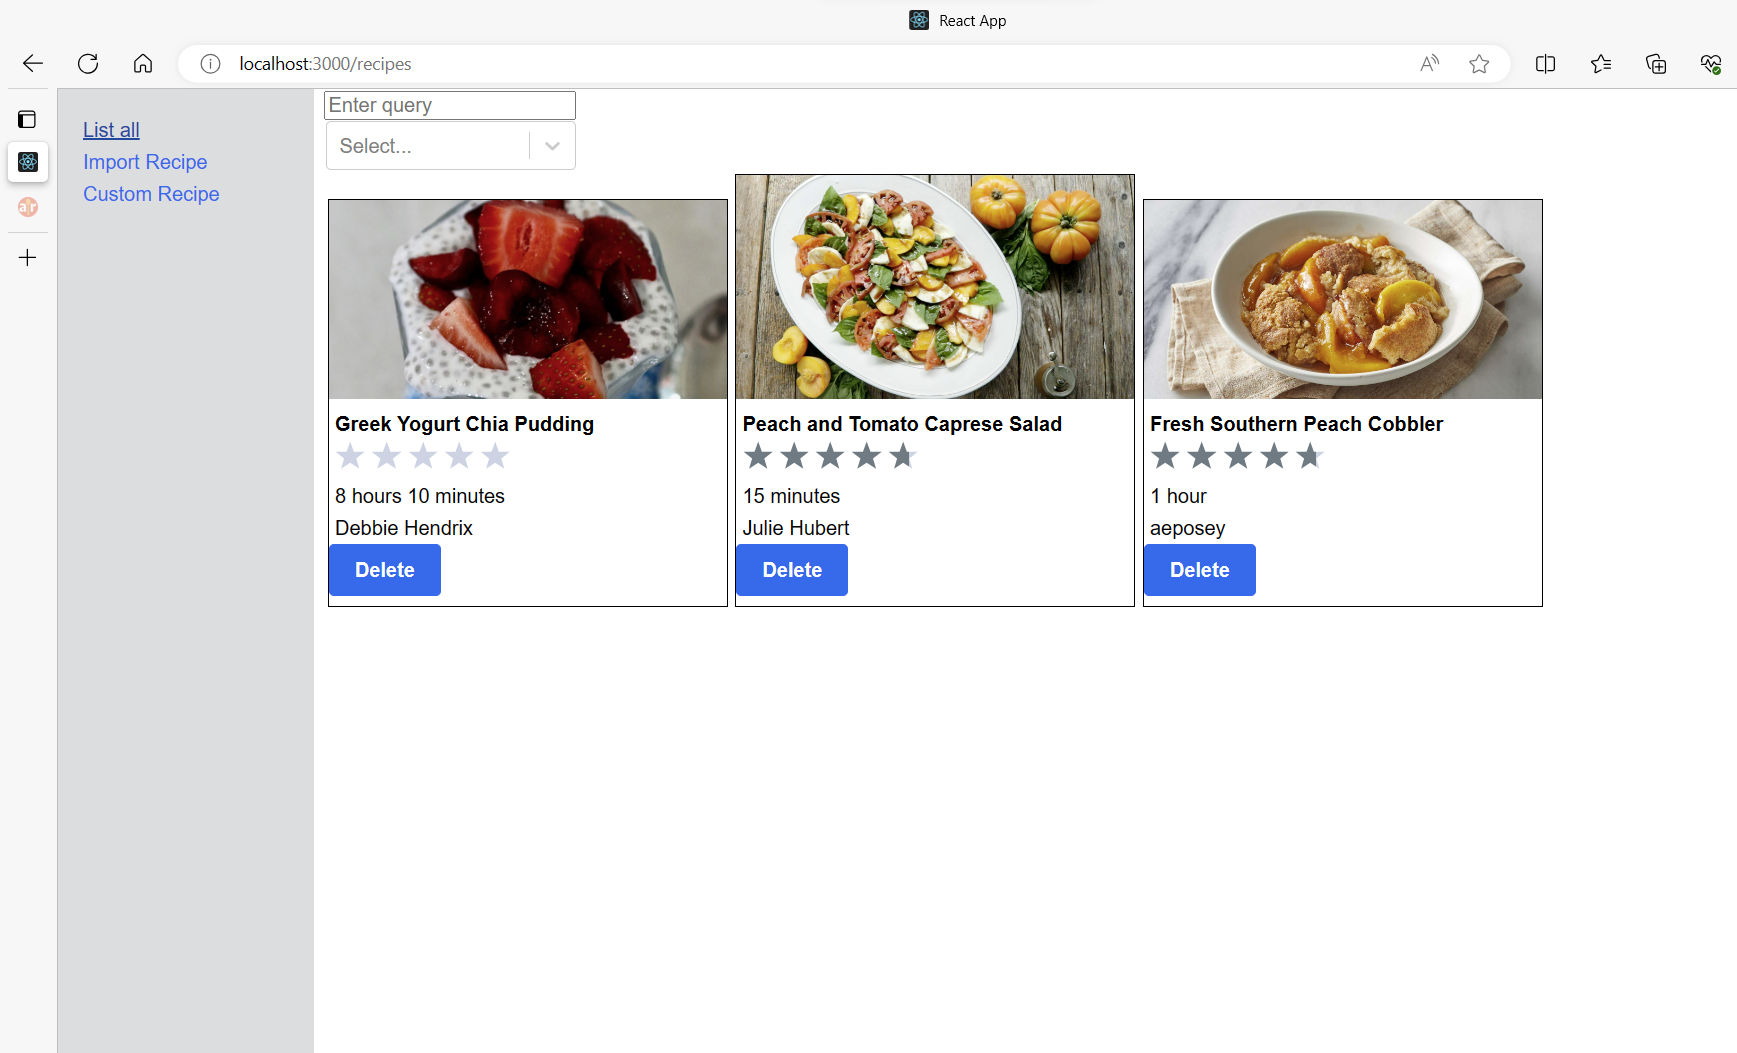 React App
localhost:3000/recipes
A
ar
List all
Import Recipe
Custom Recipe
Enter query
Select...
Greek Yogurt Chia Pudding
8 hours 10 minutes
Debbie Hendrix
Delete
Peach and Tomato Caprese Salad
15 minutes
Julie Hubert
Delete
Fresh Southern Peach Cobbler
1 hour
aeposey
Delete